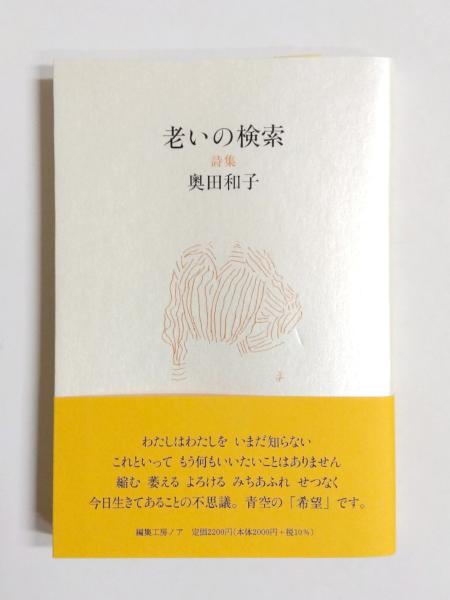 老いの検索
詩集
奥田和子
わたしはわたしを いまだ知らない
これといって もう何もいいたいことはありません
縮む 萎える よろける みちあふれ せつなく
今日生きてあることの不思議。青空の「希望」です。
編集工房ノア 定価2200円(本体2000円+税10%)